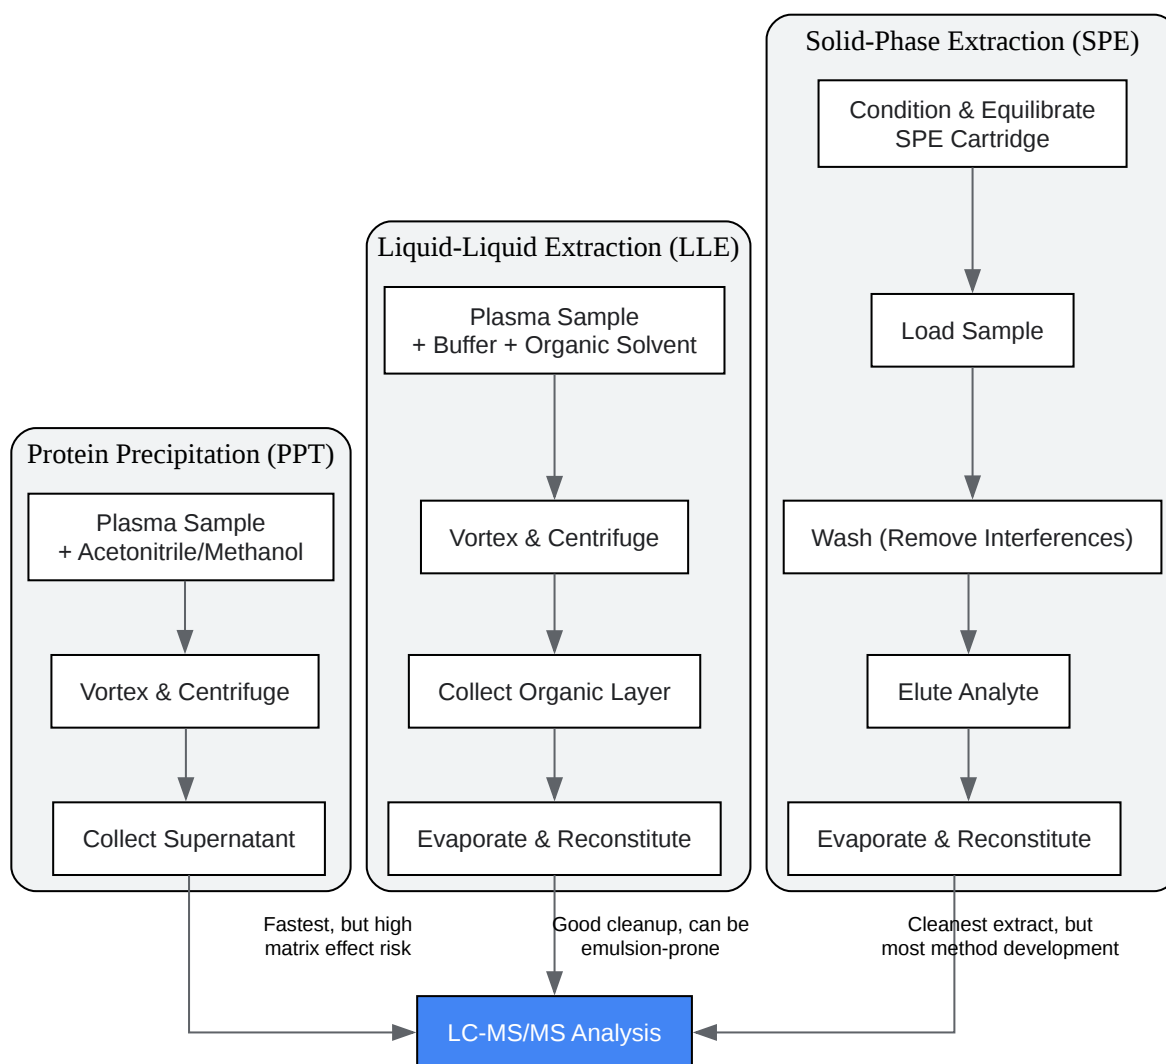 Protein Precipitation (PPT)
Plasma Sample
+ Acetonitrile/Methanol
Vortex & Centrifuge
Collect Supernatant
Fastest, but high
matrix effect risk
Liquid-Liquid Extraction (LLE)
Plasma Sample
+ Buffer + Organic Solvent
Vortex & Centrifuge
Collect Organic Layer
Evaporate & Reconstitute
Good cleanup, can be
emulsion-prone
Solid-Phase Extraction (SPE)
Condition & Equilibrate
SPE Cartridge
Load Sample
Wash (Remove Interferences)
Elute Analyte
Evaporate & Reconstitute
Cleanest extract, but
most method development
LC-MS/MS Analysis